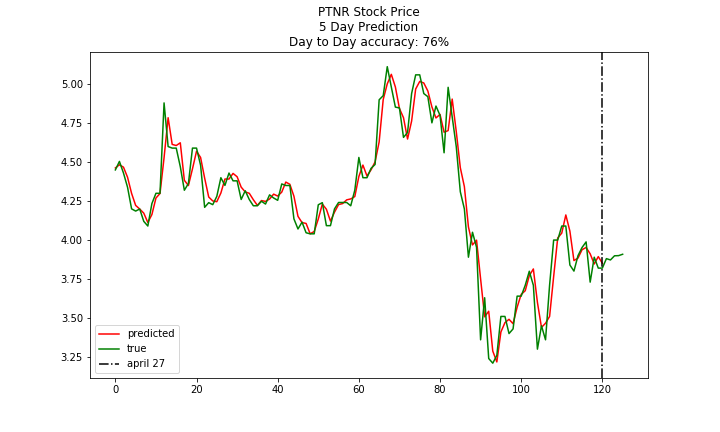 PTNR Stock Price
5 Day Prediction
Day to Day accuracy: 76%
5.00
4.75
4.50
4.25
4.00
3.75
3.50
3.25
predicted
true
april 27
0 20 40 60 80 100 120